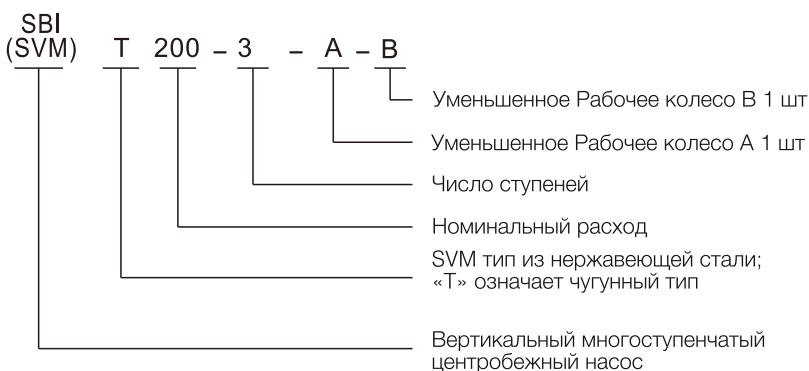 SBI
(SVM) T 200 – 3 – A – B
Уменьшенное Рабочее колесо B 1 шт
Уменьшенное Рабочее колесо A 1 шт
Число ступеней
Номинальный расход
SVM тип из нержавеющей стали;
«Т» означает чугунный тип
Вертикальный многоступенчатый
центробежный насос